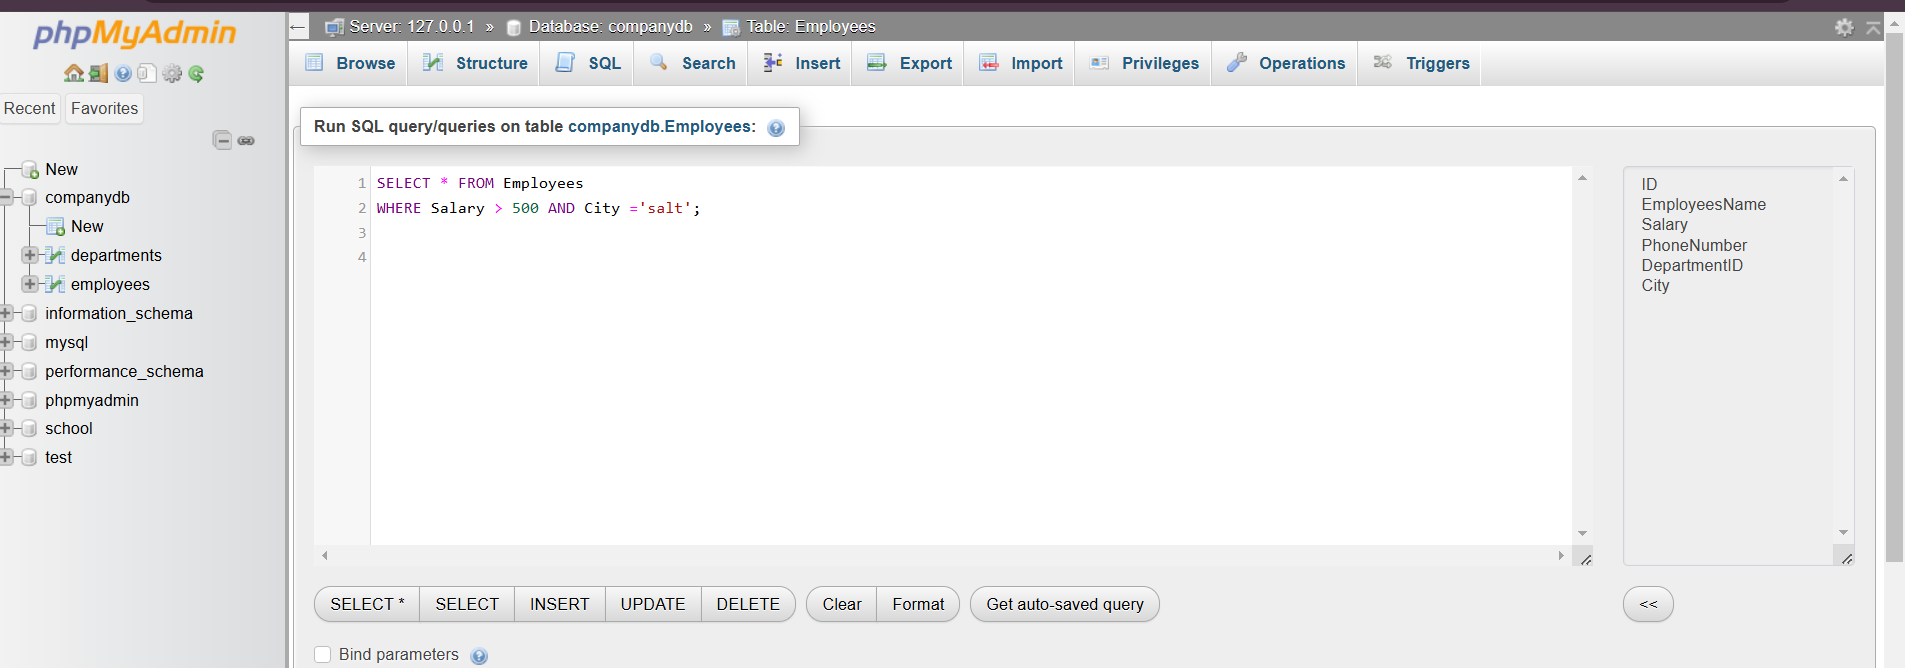 phpMyAdmin
Recent Favorites
New
companydb
New
departments
employees
information_schema
mysql
performance_schema
phpmyadmin
school
test
Server: 127.0.0.1 » Database: companydb » Table: Employees
Browse Structure SQL Search Insert Export Import Privileges Operations Triggers
Run SQL query/queries on table companydb.Employees:
1 SELECT * FROM Employees
2 WHERE Salary > 500 AND City ='salt';
3
4
ID
EmployeesName
Salary
PhoneNumber
DepartmentID
City
SELECT * SELECT INSERT UPDATE DELETE Clear Format Get auto-saved query <<
Bind parameters